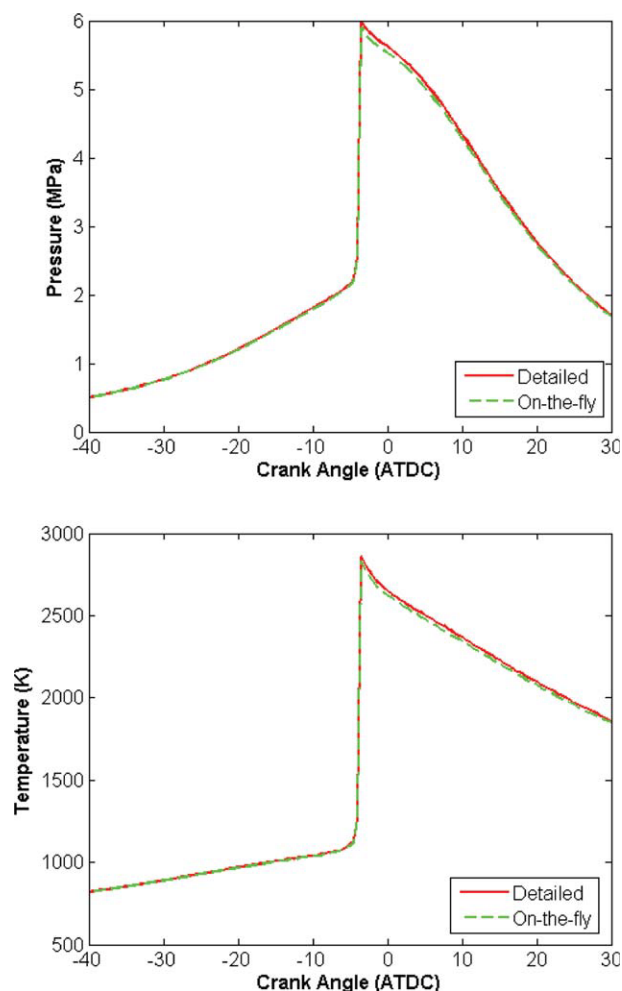 6
5
4
3
2
1
0
Pressure (MPa)
Detailed
On-the-fly
-40 -30 -20 -10 0 10 20 30
Crank Angle (ATDC)
3000
2500
2000
1500
1000
500
Temperature (K)
Detailed
On-the-fly
-40 -30 -20 -10 0 10 20 30
Crank Angle (ATDC)